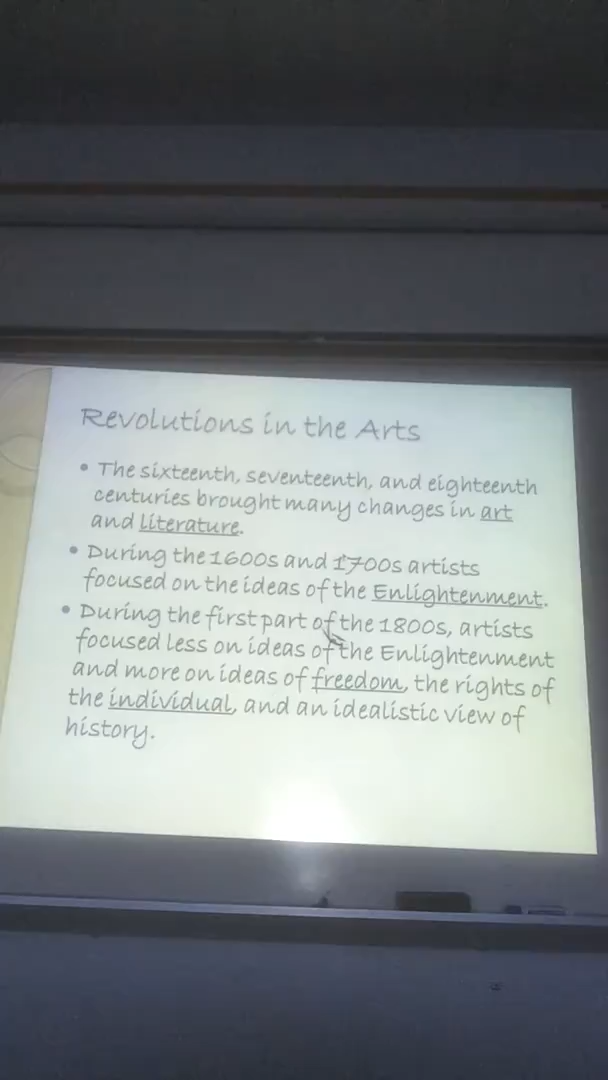 Revolutions in the Arts
• The sixteenth, seventeenth, and eighteenth
centuries brought many changes in art
and literature.
• During the 1600s and 1700s artists
focused on the ideas of the Enlightenment.
• During the first part of the 1800s, artists
focused less on ideas of the Enlightenment
and more on ideas of freedom, the rights of
the individual, and an idealistic view of
history.